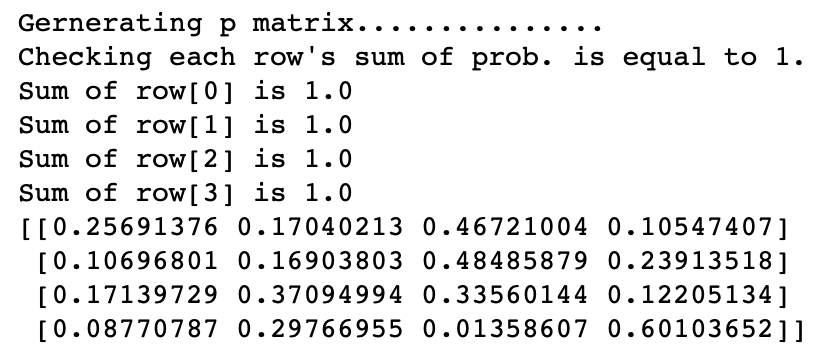 Gernerating p matrix...............
Checking each row's sum of prob. is equal to 1.
Sum of row[0] is 1.0
Sum of row[1] is 1.0
Sum of row[2] is 1.0
Sum of row[3] is 1.0
[[0.25691376 0.17040213 0.46721004 0.10547407]
 [0.10696801 0.16903803 0.48485879 0.23913518]
 [0.17139729 0.37094994 0.33560144 0.12205134]
 [0.08770787 0.29766955 0.01358607 0.60103652]]